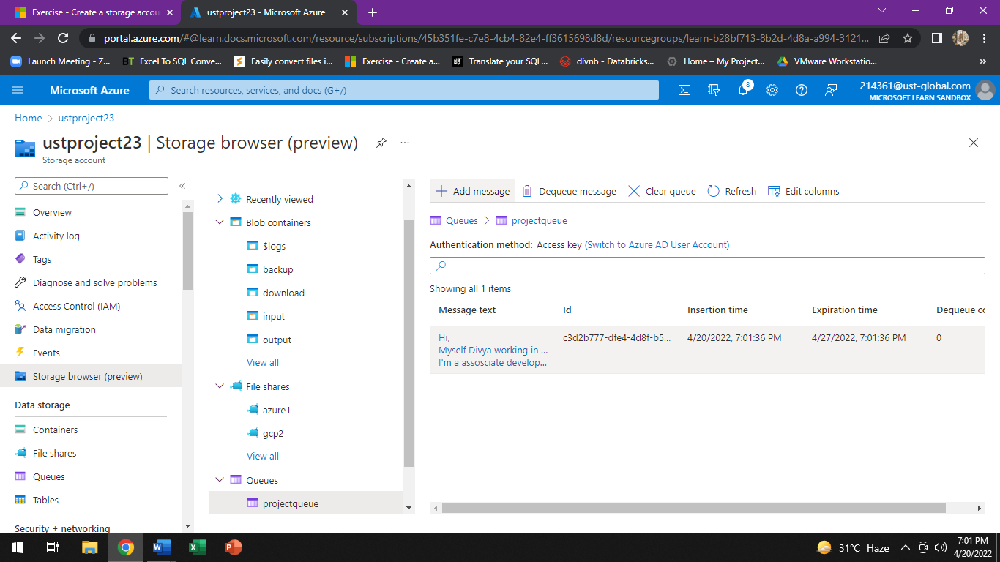 Exercise - Create a storage accou
ustproject23 - Microsoft Azure
portal.azure.com/#@learn.docs.microsoft.com/resource/subscriptions/45b351fe-c7e8-4cb4-82e4-ff3615698d8d/resourcegroups/learn-b28bf713-8b2d-4d8a-a994-3121...
Launch Meeting - Z...
BT Excel To SQL Conve...
Easily convert files i...
Exercise - Create a...
Translate your SQL...
divnb - Databricks...
Home – My Project...
VMware Workstatio...
»
Microsoft Azure
Search resources, services, and docs (G+/)
8
214361@ust-global.com
MICROSOFT LEARN SANDBOX
Home > ustproject23
ustproject23 | Storage browser (preview)
...
Storage account
Search (Ctrl+/)
«
Overview
Activity log
Tags
Diagnose and solve problems
Access Control (IAM)
Data migration
Events
Storage browser (preview)
Data storage
Containers
File shares
Queues
Tables
Security + networking
Recently viewed
Blob containers
$logs
backup
download
input
output
View all
File shares
azure1
gcp2
View all
Queues
projectqueue
Add message
Dequeue message
Clear queue
Refresh
Edit columns
Queues > projectqueue
Authentication method: Access key (Switch to Azure AD User Account)
Showing all 1 items
Message text Id Insertion time Expiration time Dequeue cc
Hi, c3d2b777-dfe4-4d8f-b5... 4/20/2022, 7:01:36 PM 4/27/2022, 7:01:36 PM 0
Myself Divya working in ...
I'm a assosciate develop...
31°C Haze
7:01 PM
4/20/2022